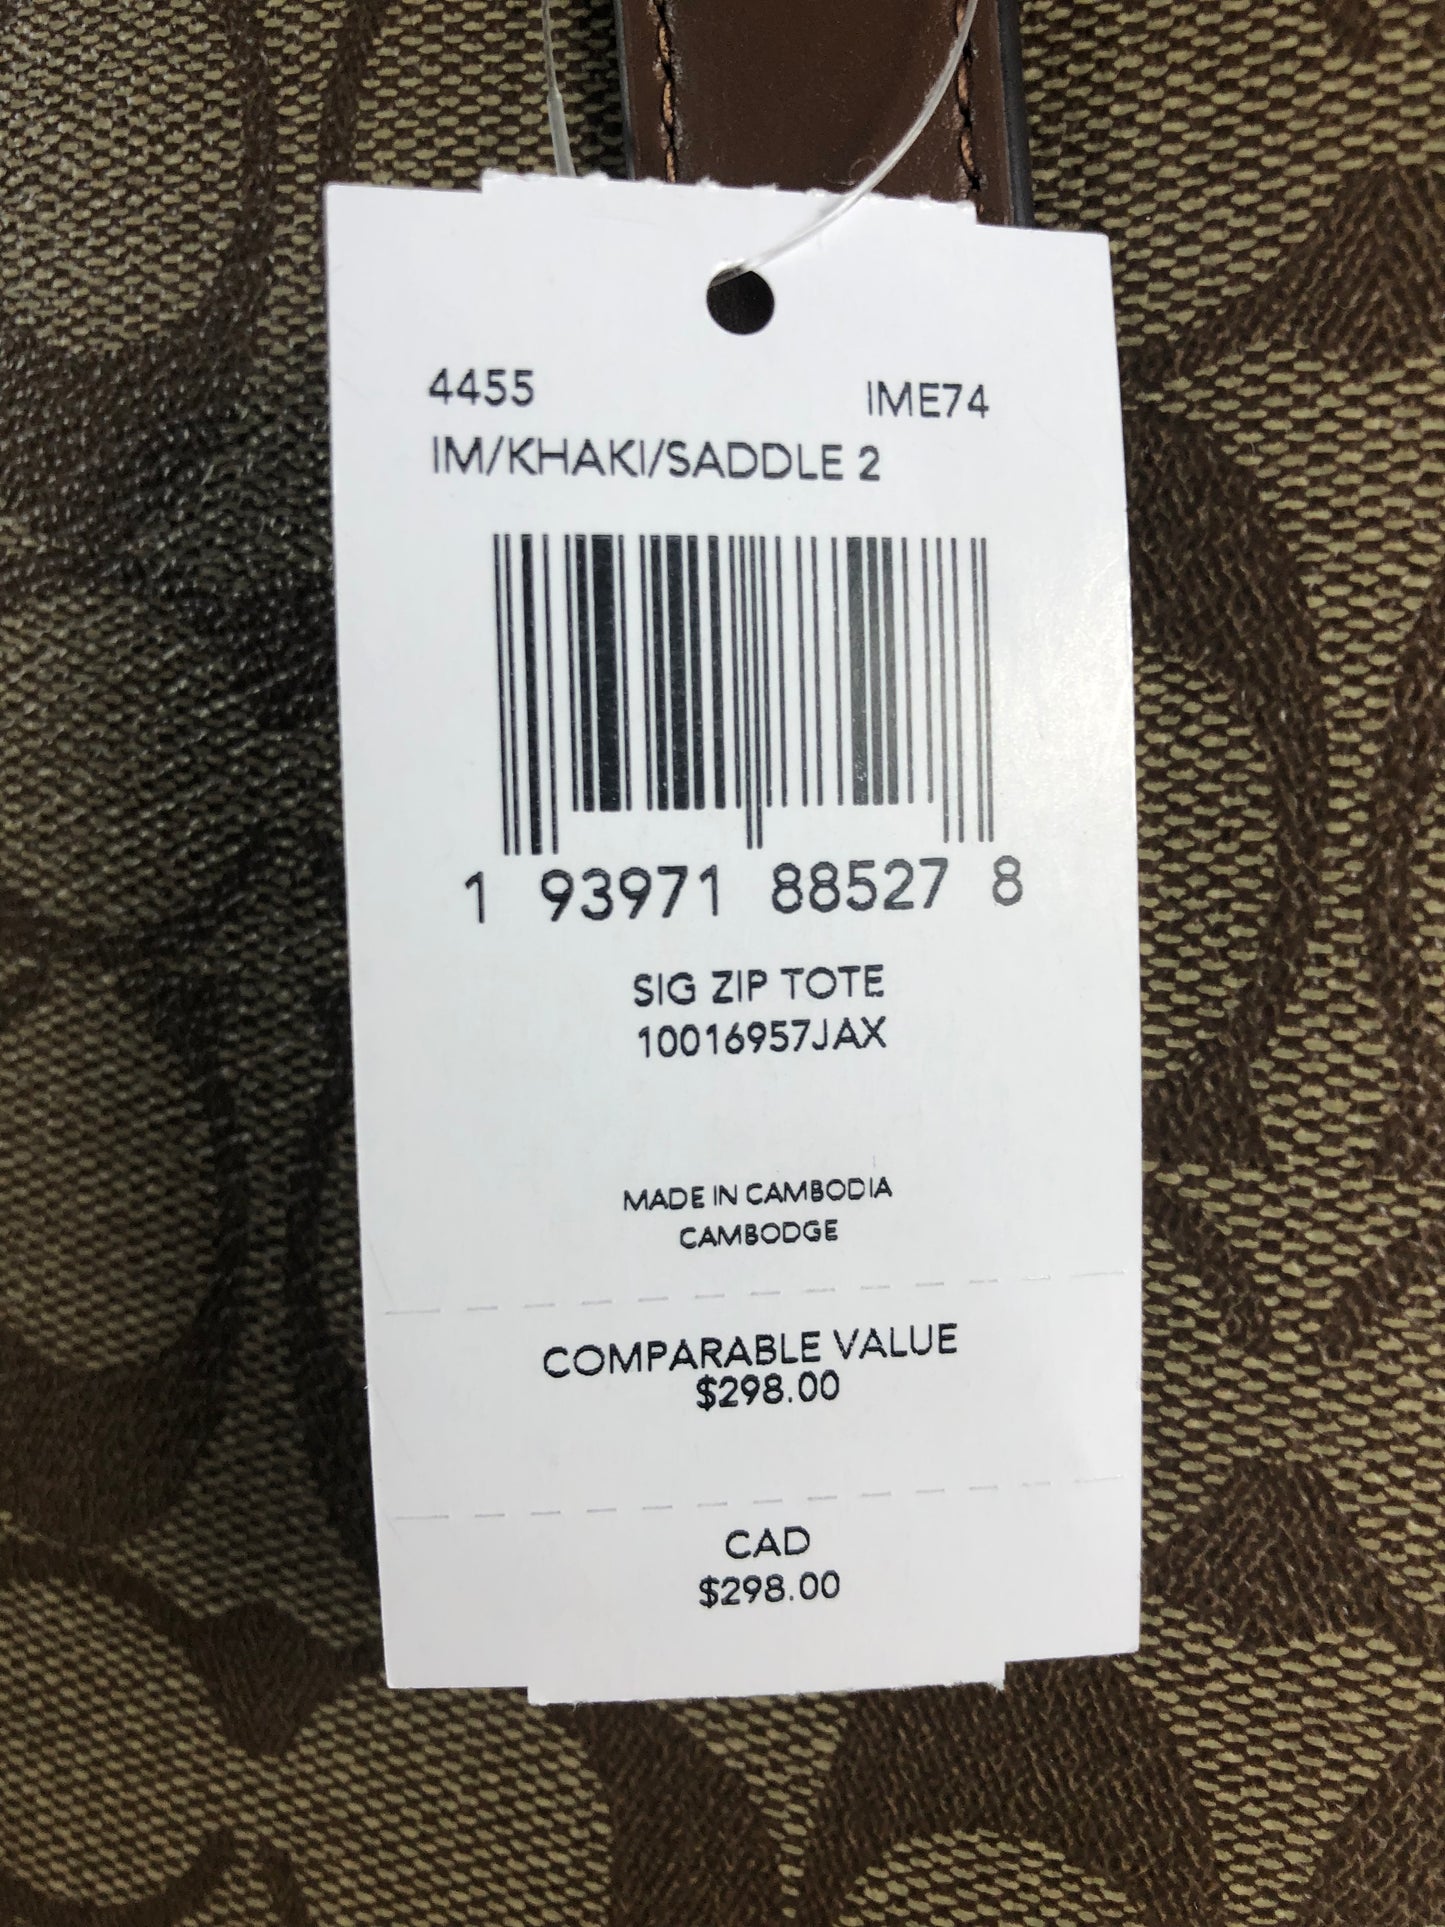 4455 IME74
IM/KHAKI/SADDLE 2
1 93971 88527 8
SIG ZIP TOTE
10016957JAX
MADE IN CAMBODIA
CAMBODGE
COMPARABLE VALUE
$298.00
CAD
$298.00